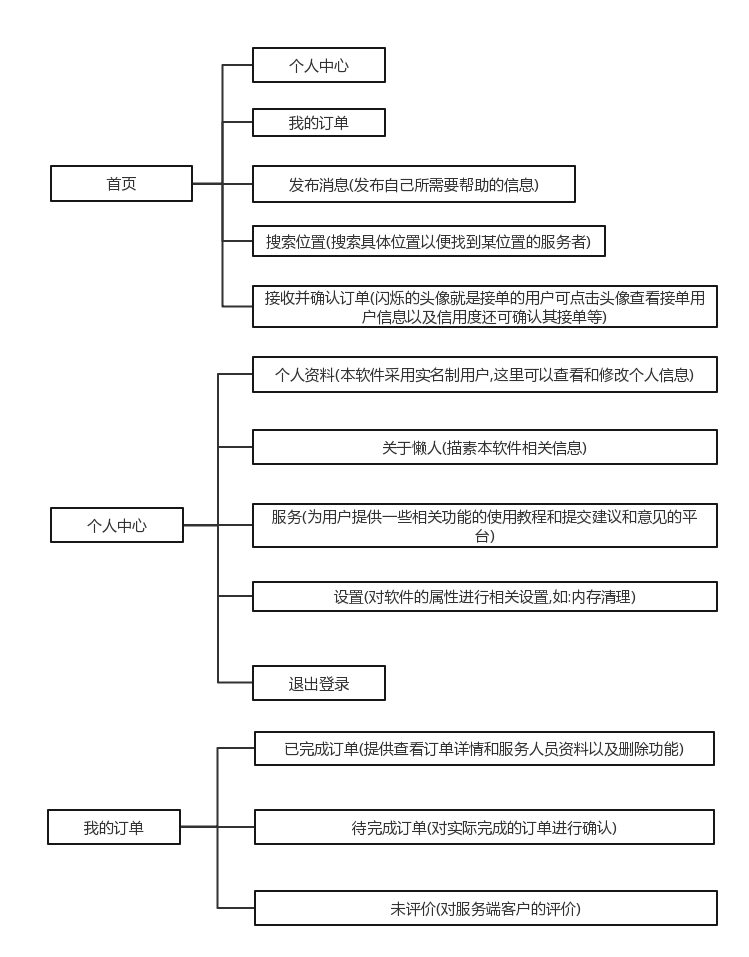 个人中心
我的订单
首页
发布消息(发布自己所需要帮助的信息)
搜索位置(搜索具体位置以便找到某位置的服务者)
接收并确认订单(闪烁的头像就是接单的用户可点击头像查看接单用
户信息以及信用度还可确认其接单等)
个人资料(本软件采用实名制用户,这里可以查看和修改个人信息)
关于懒人(描素本软件相关信息)
个人中心
服务(为用户提供一些相关功能的使用教程和提交建议和意见的平
台)
设置(对软件的属性进行相关设置,如:内存清理)
退出登录
已完成订单(提供查看订单详情和服务人员资料以及删除功能)
我的订单
待完成订单(对实际完成的订单进行确认)
未评价(对服务端客户的评价)